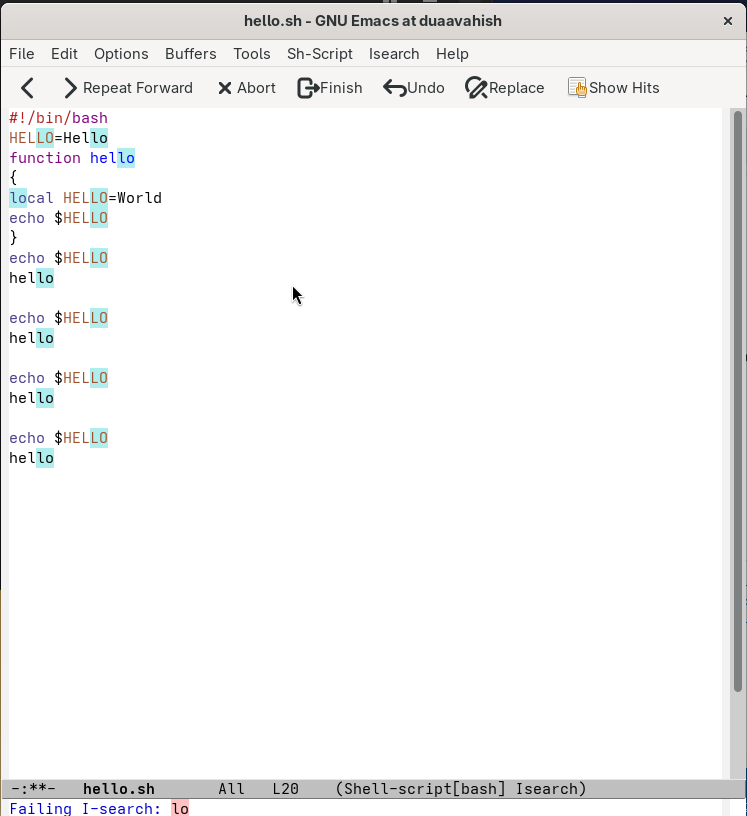 hello.sh - GNU Emacs at duaavahish
File Edit Options Buffers Tools Sh-Script Isearch Help
Repeat Forward Abort Finish Undo Replace Show Hits
#!/bin/bash
HELLO=Hello
function hello
{
local HELLO=World
echo $HELLO
}
echo $HELLO
hello
echo $HELLO
hello
echo $HELLO
hello
echo $HELLO
hello
-:**- hello.sh All L20 (Shell-script[bash] Isearch)
Failing I-search: lo